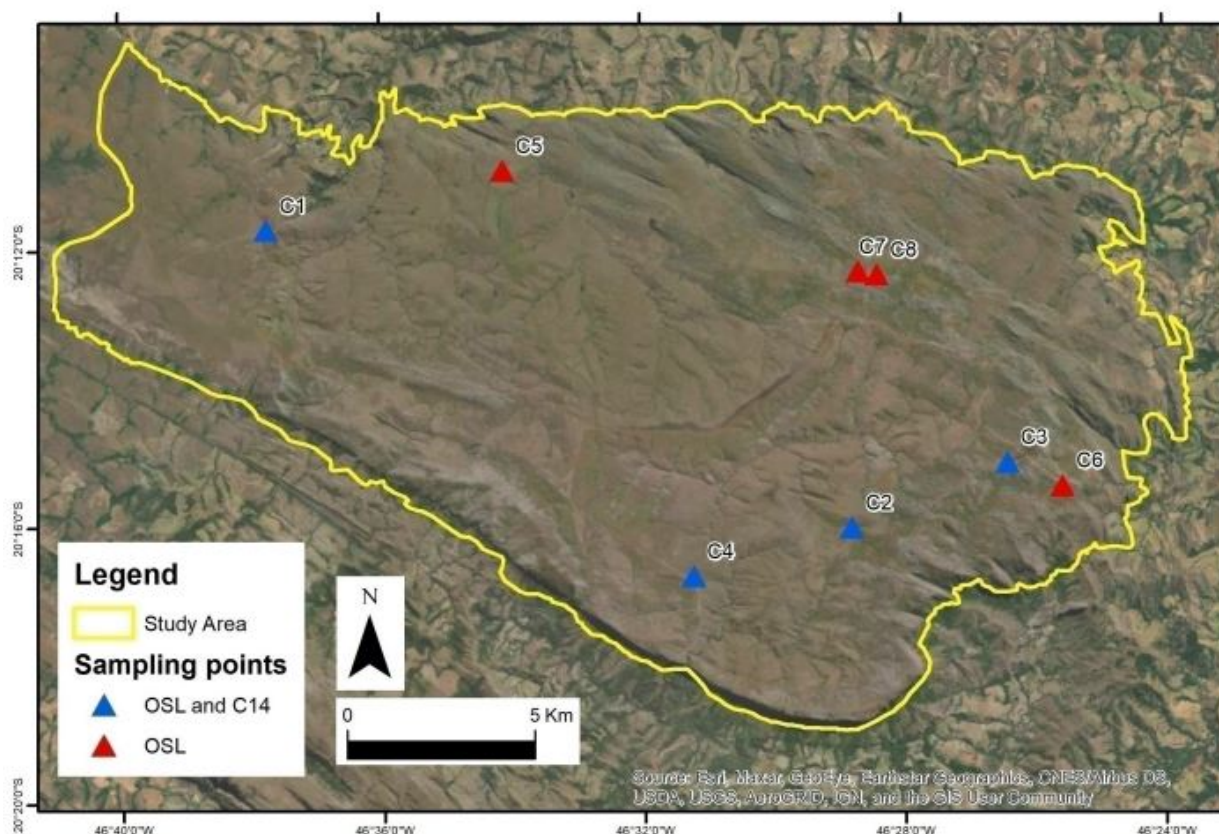 C5
C1
C7
C8
C3
C6
C2
C4
20°12'0"S
20°16'0"S
20°20'0"S
Legend
Study Area
Sampling points
OSL and C14
OSL
N
0 5 Km
Source: Esri, Maxar, GeoEye, Earthstar Geographics, CNES/Airbus DS,
USDA, USGS, AeroGRID, IGN, and the GIS User Community
46°40'0"W 46°36'0"W 46°32'0"W 46°28'0"W 46°24'0"W